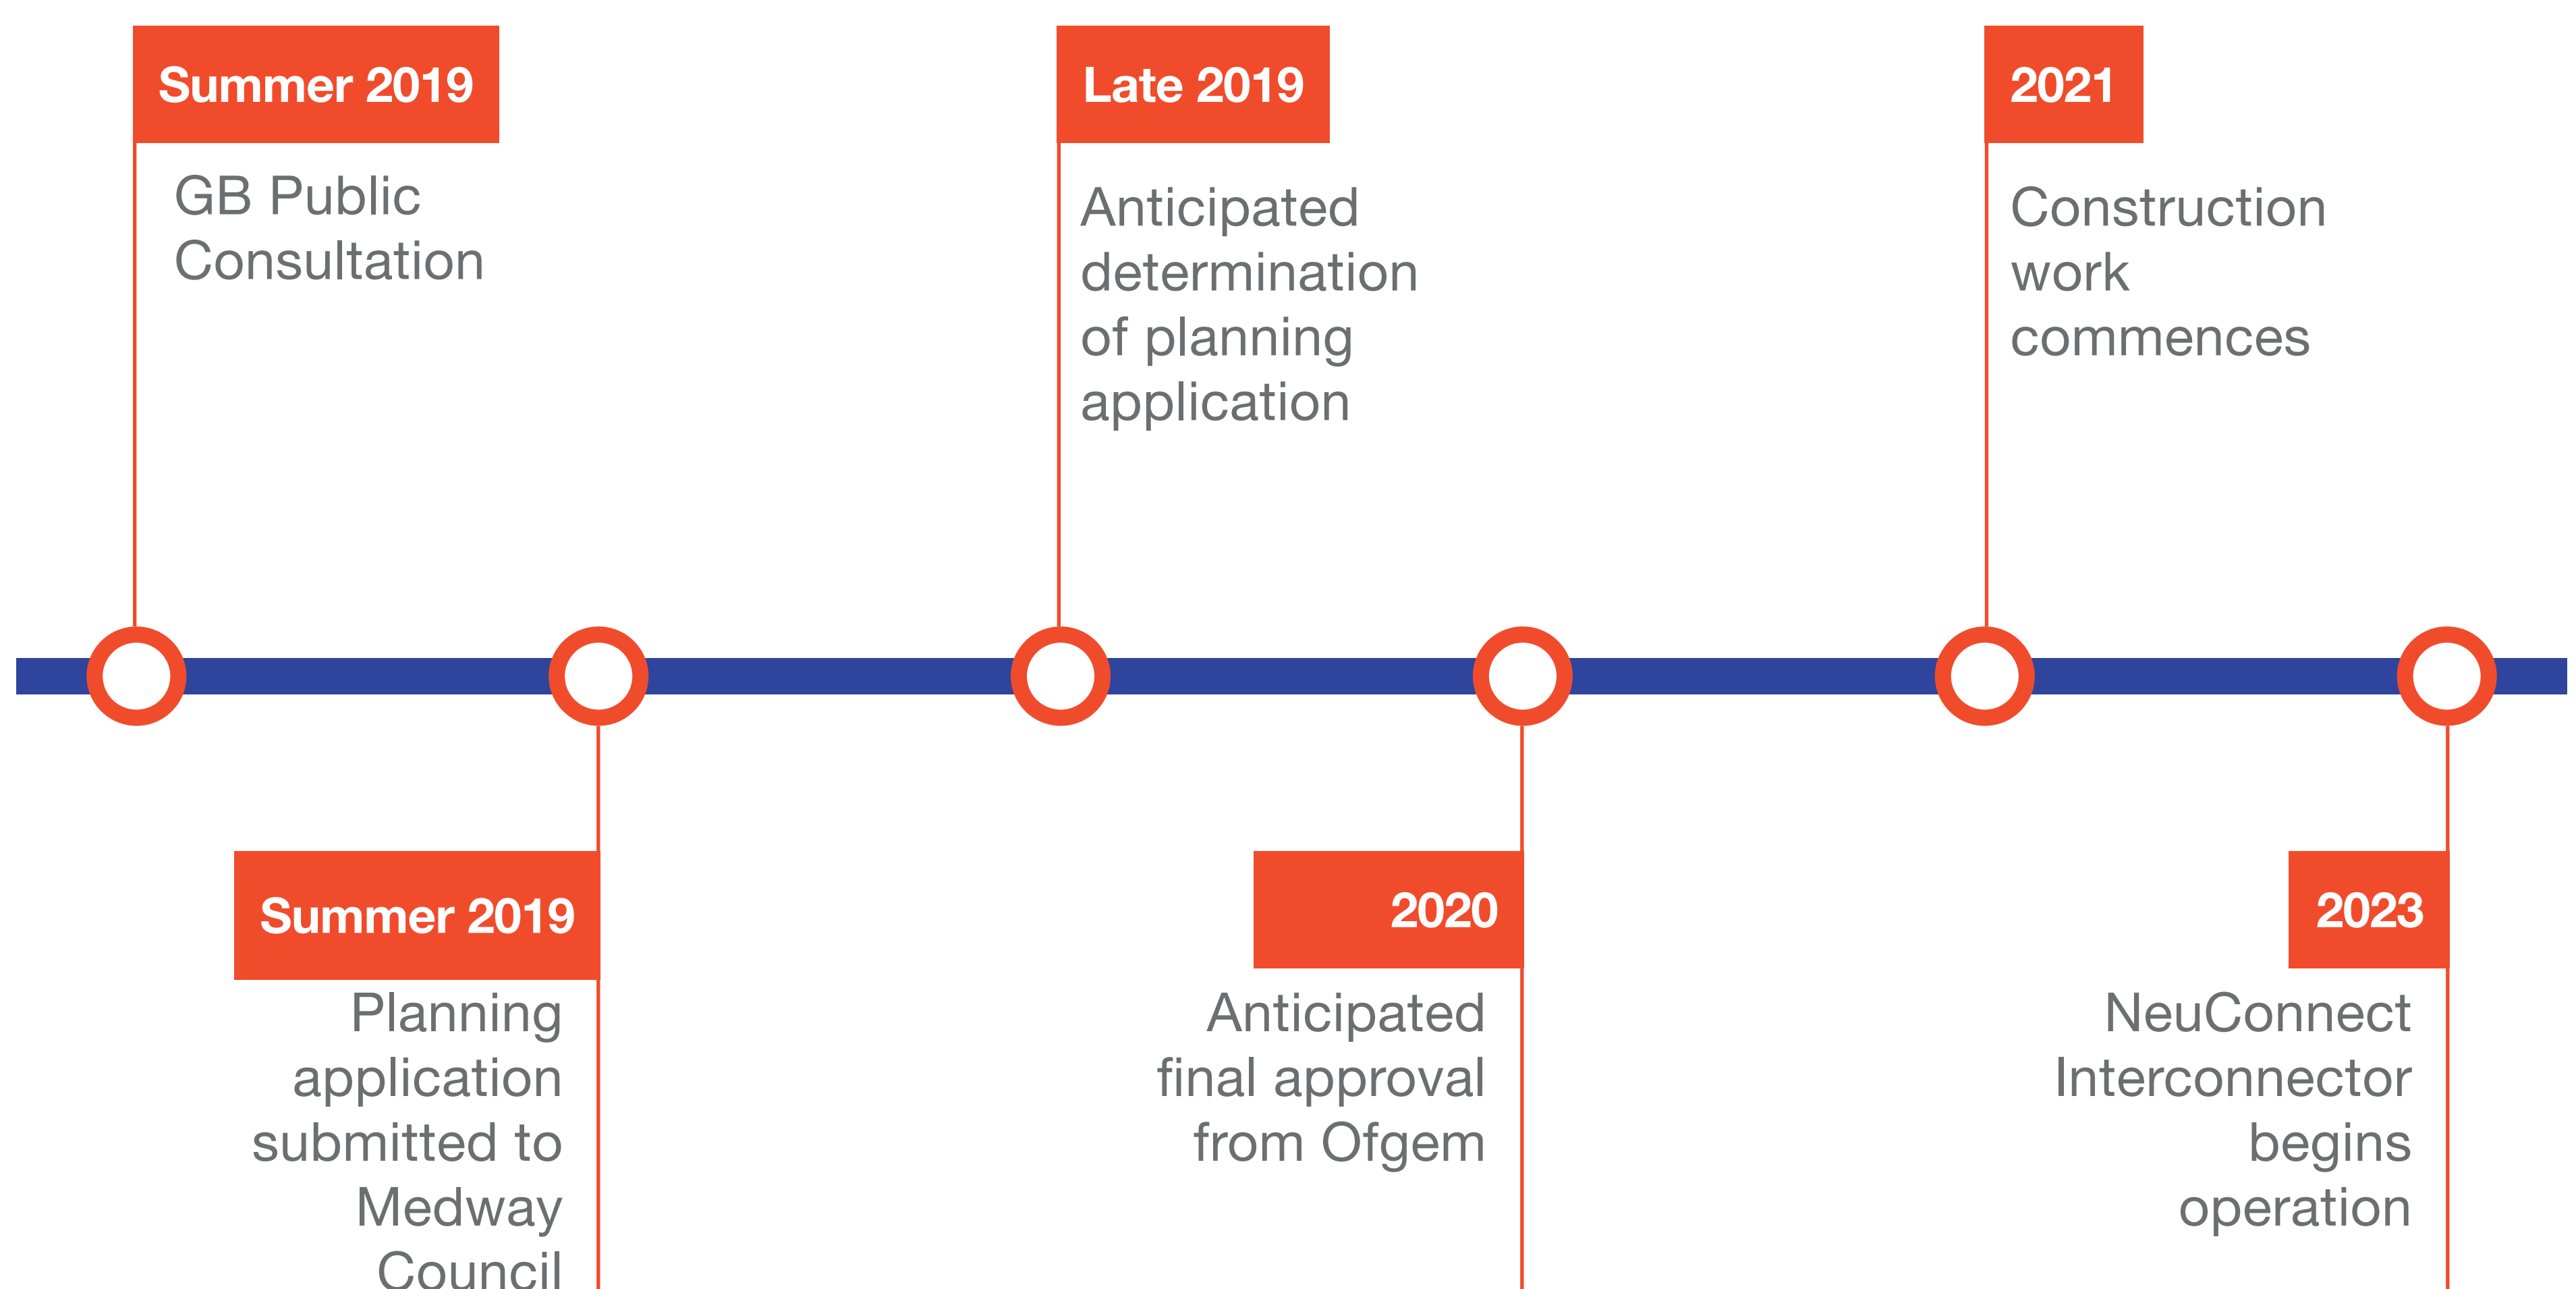 Summer 2019
GB Public
Consultation
Late 2019
Anticipated
determination
of planning
application
2021
Construction
work
commences
Summer 2019
Planning
application
submitted to
Medway
Council
2020
Anticipated
final approval
from Ofgem
2023
NeuConnect
Interconnector
begins
operation